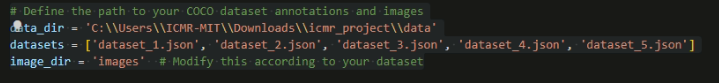 # Define the path to your COCO dataset annotations and images
data_dir = 'C:\\Users\\ICMR-MIT\\Downloads\\icmr_project\\data'
datasets = ['dataset_1.json', 'dataset_2.json', 'dataset_3.json', 'dataset_4.json', 'dataset_5.json']
image_dir = 'images'  # Modify this according to your dataset